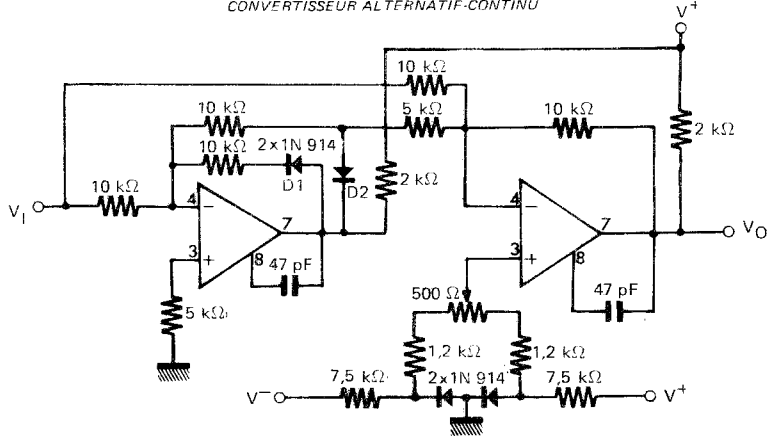 CONVERTISSEUR ALTERNATIF-CONTINU
V+
10 kΩ
10 kΩ
5 kΩ
10 kΩ
2 kΩ
10 kΩ
2x1N 914
D1
D2
2 kΩ
10 kΩ
VI
4
−
7
3
+
8
47 pF
5 kΩ
4
−
7
VO
3
+
8
47 pF
500 Ω
1,2 kΩ
1,2 kΩ
7,5 kΩ
2x1N 914
7,5 kΩ
V−
V+